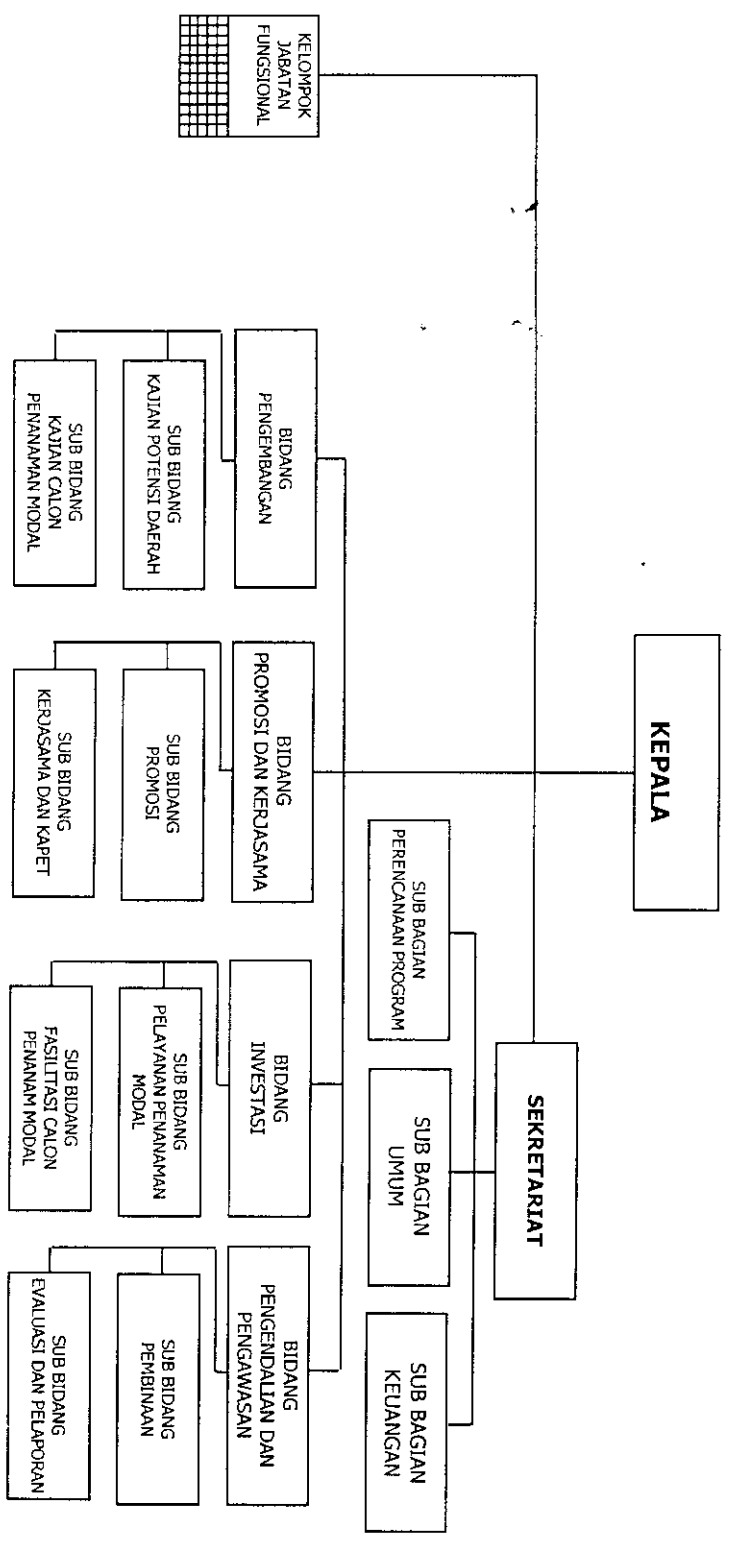 KEPALA
SEKRETARIAT
KELOMPOK
JABATAN
FUNGSIONAL
SUB BAGIAN
PERENCANAAN PROGRAM
SUB BAGIAN
UMUM
SUB BAGIAN
KEUANGAN
BIDANG
PENGEMBANGAN
SUB BIDANG
KAJIAN POTENSI DAERAH
SUB BIDANG
KAJIAN CALON
PENANAMAN MODAL
BIDANG
PROMOSI DAN KERJASAMA
SUB BIDANG
PROMOSI
SUB BIDANG
KERJASAMA DAN KAPET
BIDANG
INVESTASI
SUB BIDANG
PELAYANAN PENANAMAN
MODAL
SUB BIDANG
FASILITASI CALON
PENANAM MODAL
BIDANG
PENGENDALIAN DAN
PENGAWASAN
SUB BIDANG
PEMBINAAN
SUB BIDANG
EVALUASI DAN PELAPORAN